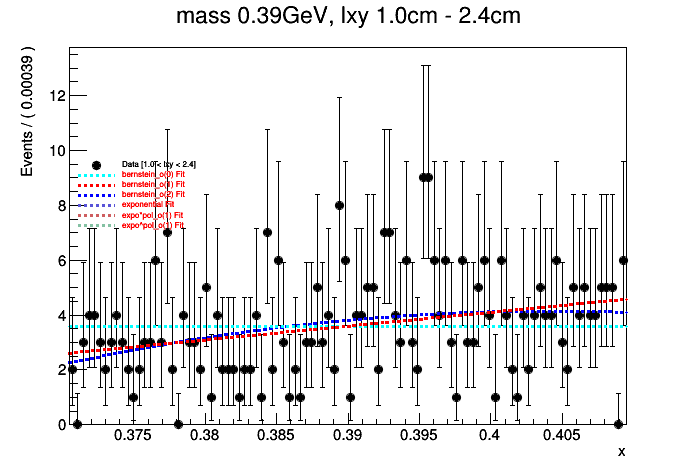 mass 0.39GeV, lxy 1.0cm - 2.4cm
Events / ( 0.00039 )
12
10
8
6
4
2
0
Data [1.0 < lxy < 2.4]
bernstein_o(0) Fit
bernstein_o(1) Fit
bernstein_o(2) Fit
exponential Fit
expo*pol_o(1) Fit
expo^pol_o(1) Fit
0.375
0.38
0.385
0.39
0.395
0.4
0.405
x